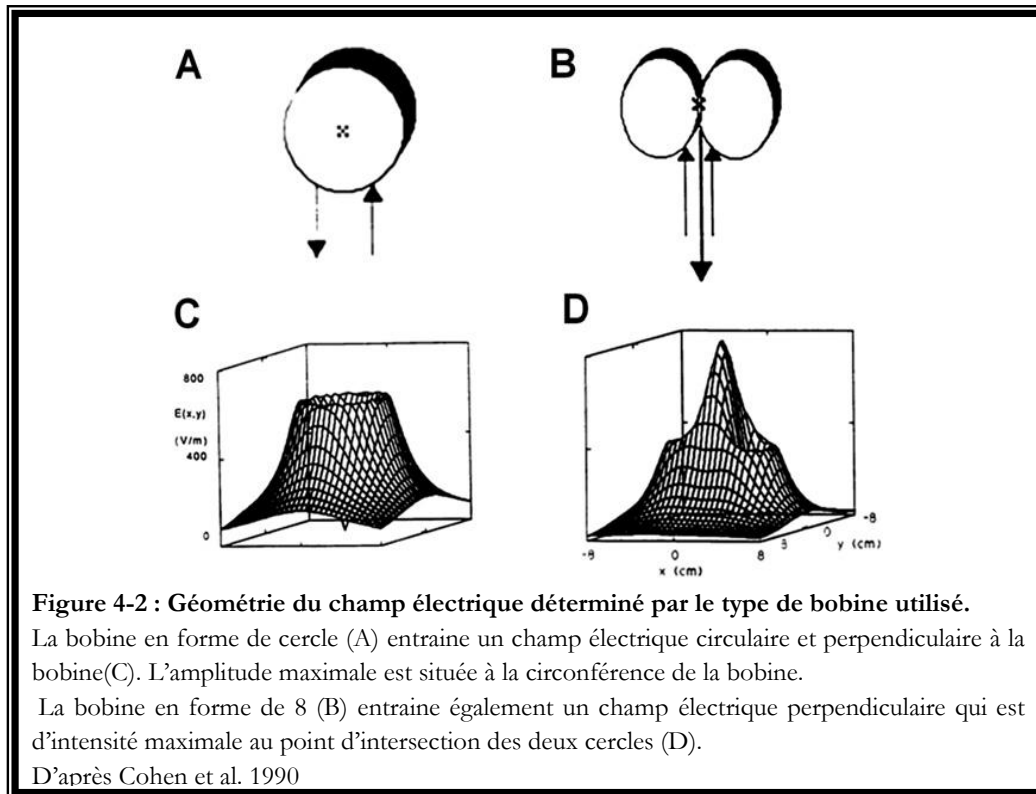 A
B
C
D
800
E(x,y)
(V/m)
400
0
-8
0
8
x (cm)
8
0
-8
y (cm)
Figure 4-2 : Géométrie du champ électrique déterminé par le type de bobine utilisé.
La bobine en forme de cercle (A) entraine un champ électrique circulaire et perpendiculaire à la
bobine(C). L’amplitude maximale est située à la circonférence de la bobine.
La bobine en forme de 8 (B) entraine également un champ électrique perpendiculaire qui est
d’intensité maximale au point d’intersection des deux cercles (D).
D’après Cohen et al. 1990